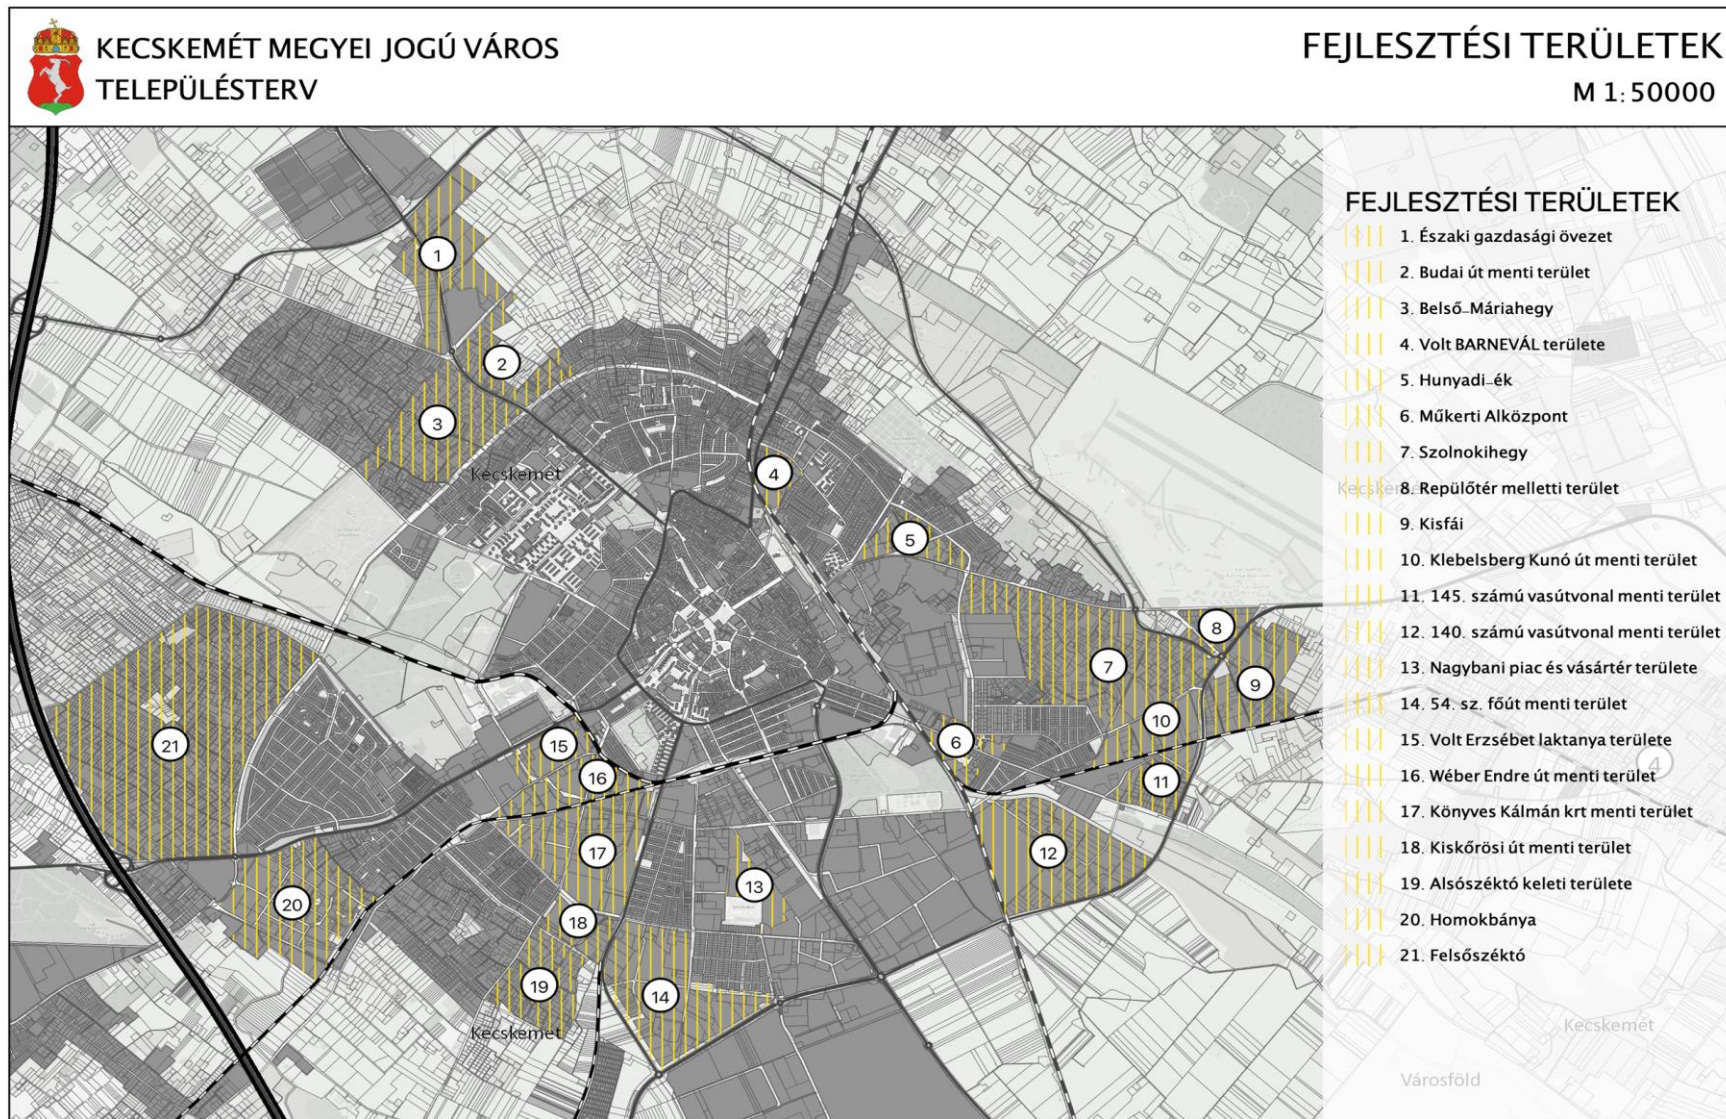 KECSKEMÉT MEGYEI JOGÚ VÁROS
TELEPÜLÉSTERV
FEJLESZTÉSI TERÜLETEK
M 1:50000
FEJLESZTÉSI TERÜLETEK
1. Északi gazdasági övezet
2. Budai út menti terület
3. Belső-Máriahegy
4. Volt BARNEVÁL területe
5. Hunyadi-ék
6. Műkerti Alközpont
7. Szolnokihegy
8. Repülőtér melletti terület
9. Kisfái
10. Klebelsberg Kunó út menti terület
11. 145. számú vasútvonal menti terület
12. 140. számú vasútvonal menti terület
13. Nagybani piac és vásártér területe
14. 54. sz. főút menti terület
15. Volt Erzsébet laktanya területe
16. Wéber Endre út menti terület
17. Könyves Kálmán krt menti terület
18. Kiskőrösi út menti terület
19. Alsószéktó keleti területe
20. Homokbánya
21. Felsőszéktó
1
2
3
Kecskemét
4
5
8
7
9
10
6
11
21
15
16
17
12
13
20
18
19
14
Kecskemét
Kecskemét
4
Kecskemét
Városföld